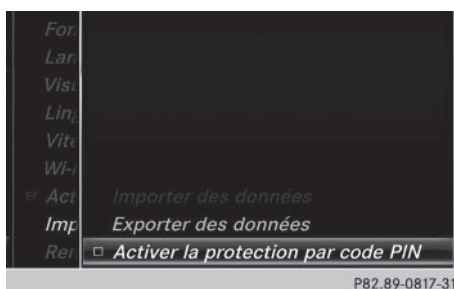 For
Lan
Visu
Ling
Vite
Wi-
Act
Importer des données
Imp
Exporter des données
Ren
Activer la protection par code PIN
P82.89-0817-31